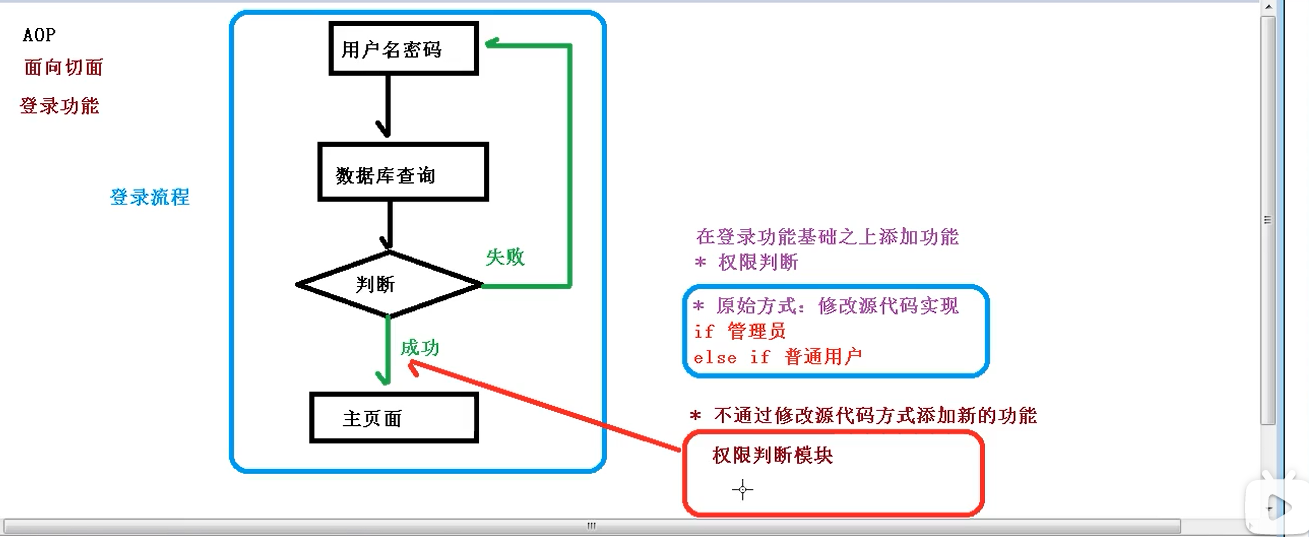 AOP
面向切面
登录功能
登录流程
用户名密码
数据库查询
判断
失败
成功
主页面
在登录功能基础之上添加功能
* 权限判断
* 原始方式：修改源代码实现
if 管理员
else if 普通用户
* 不通过修改源代码方式添加新的功能
权限判断模块